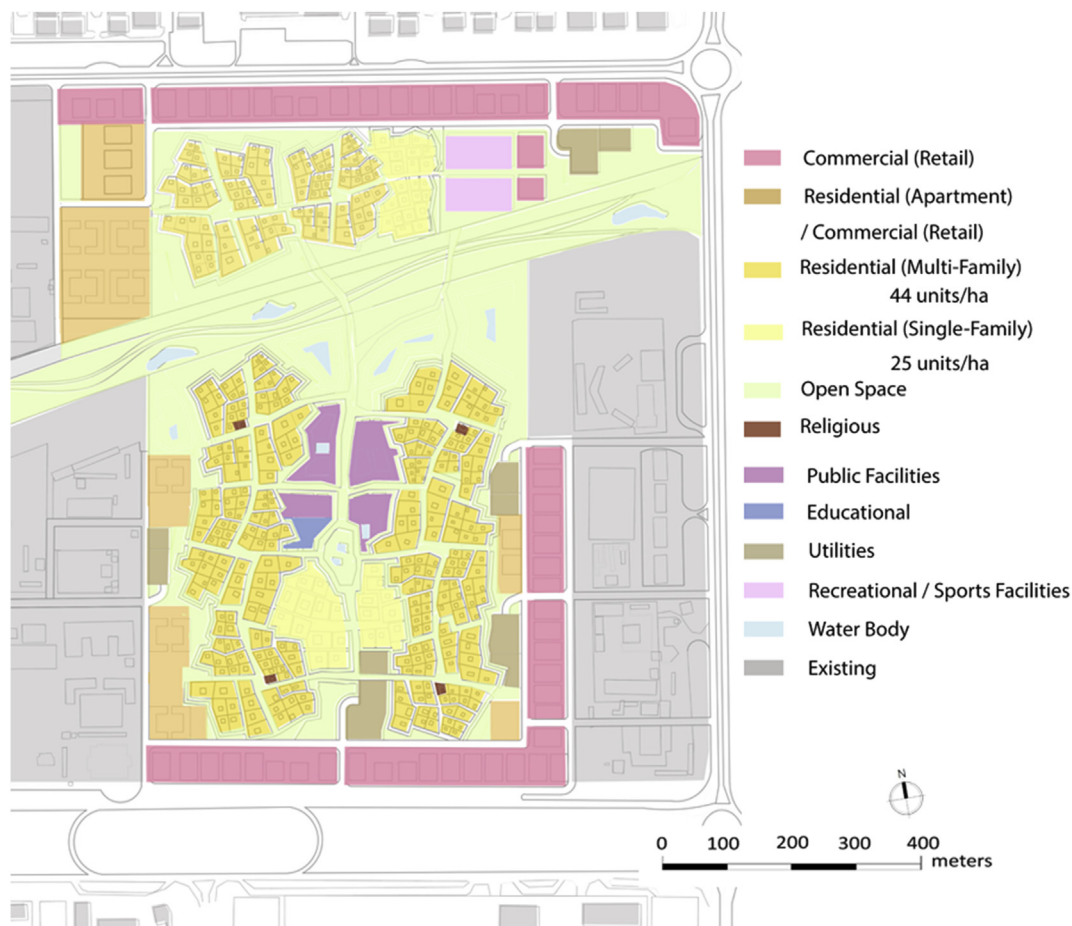 Commercial (Retail)
Residential (Apartment)
/ Commercial (Retail)
Residential (Multi-Family)
44 units/ha
Residential (Single-Family)
25 units/ha
Open Space
Religious
Public Facilities
Educational
Utilities
Recreational / Sports Facilities
Water Body
Existing
N
0 100 200 300 400
meters